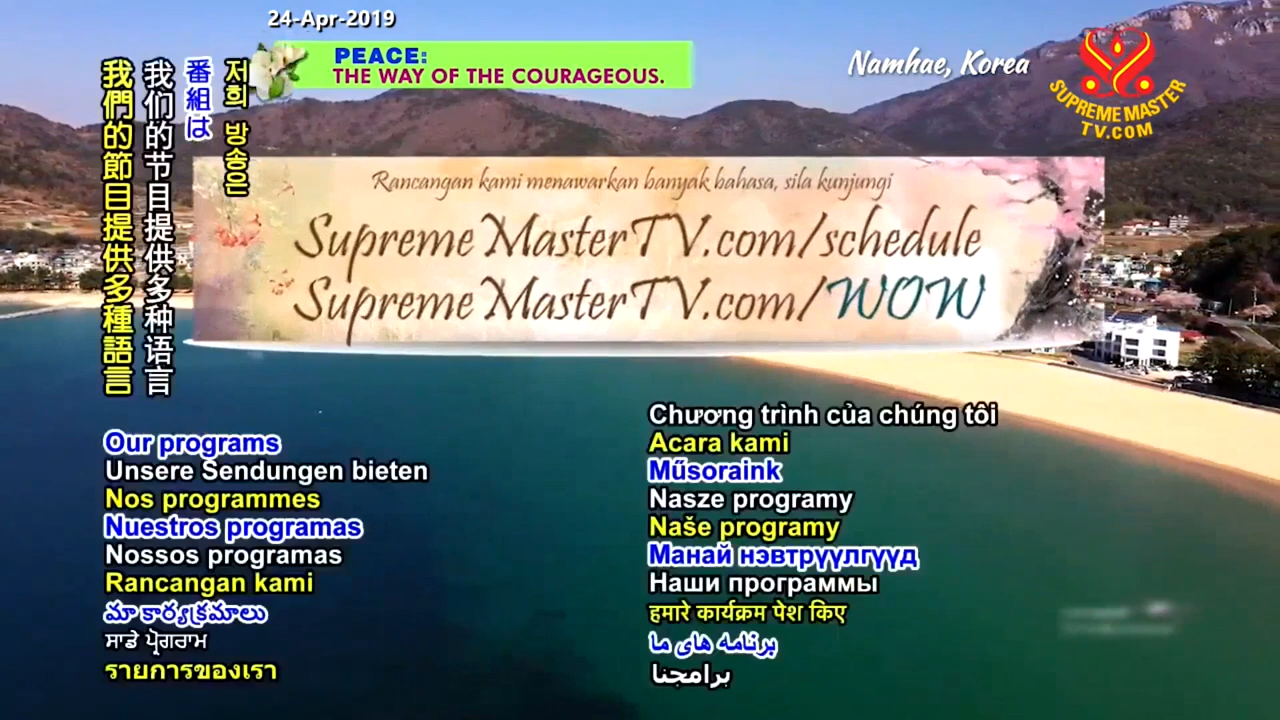 24-Apr-2019
PEACE:
THE WAY OF THE COURAGEOUS.
Namhae, Korea
SUPREME MASTER
TV.COM
我們的節目提供多種語言
我们的节目提供多种语言
番組は
저희 방송은
Rancangan kami menawarkan banyak bahasa, sila kunjungi
SupremeMasterTV.com/schedule
SupremeMasterTV.com/WOW
Our programs
Unsere Sendungen bieten
Nos programmes
Nuestros programas
Nossos programas
Rancangan kami
మా కార్యక్రమాలు
ਸਾਡੇ ਪ੍ਰੋਗਰਾਮ
รายการของเรา
Chương trình của chúng tôi
Acara kami
Műsoraink
Nasze programy
Naše programy
Манай нэвтрүүлгүүд
Наши программы
हमारे कार्यक्रम पेश किए
برنامه های ما
برامجنا